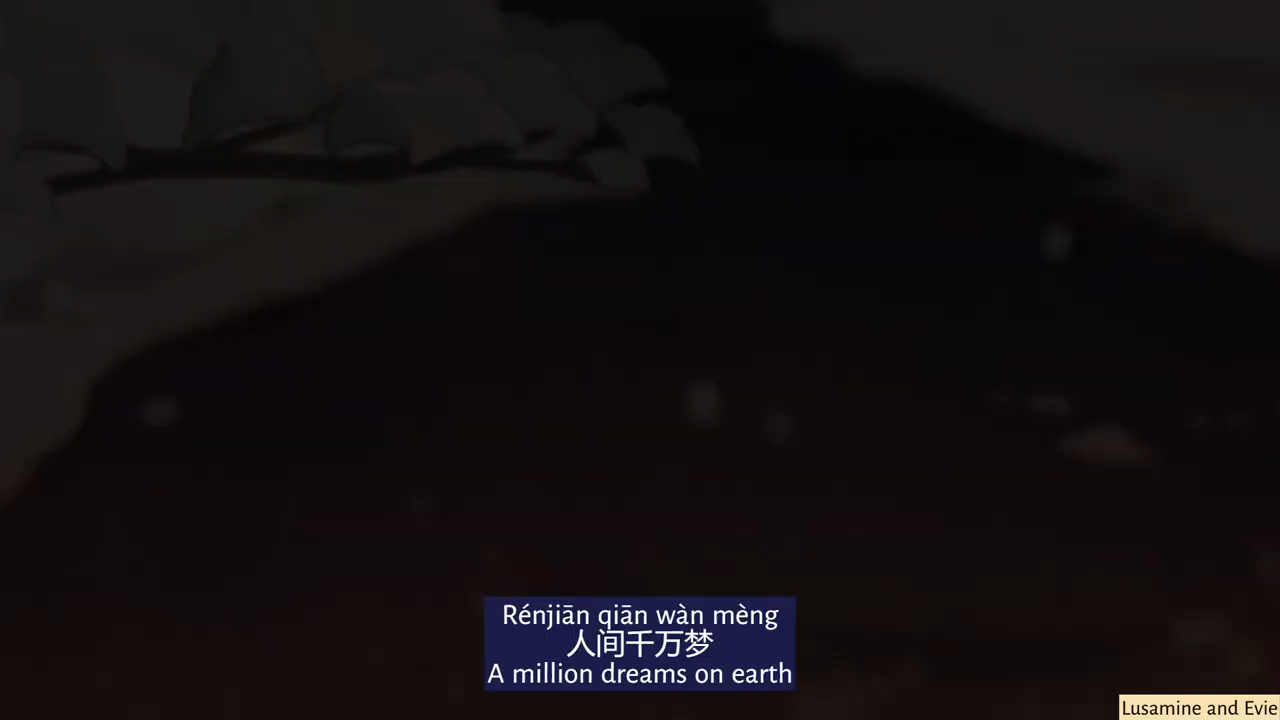 Rénjiān qiān wàn mèng
人间千万梦
A million dreams on earth
Lusamine and Evie